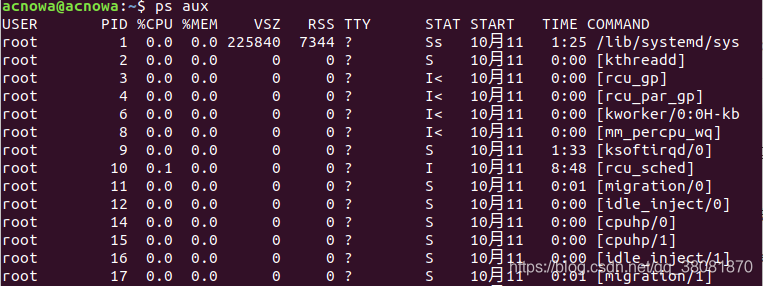 acnowa@acnowa:~$ ps aux
USER PID %CPU %MEM VSZ RSS TTY STAT START TIME COMMAND
root 1 0.0 0.0 225840 7344 ? Ss 10月11 1:25 /lib/systemd/sys
root 2 0.0 0.0 0 0 ? S 10月11 0:00 [kthreadd]
root 3 0.0 0.0 0 0 ? I< 10月11 0:00 [rcu_gp]
root 4 0.0 0.0 0 0 ? I< 10月11 0:00 [rcu_par_gp]
root 6 0.0 0.0 0 0 ? I< 10月11 0:00 [kworker/0:0H-kb
root 8 0.0 0.0 0 0 ? I< 10月11 0:00 [mm_percpu_wq]
root 9 0.0 0.0 0 0 ? S 10月11 1:33 [ksoftirqd/0]
root 10 0.1 0.0 0 0 ? I 10月11 8:48 [rcu_sched]
root 11 0.0 0.0 0 0 ? S 10月11 0:01 [migration/0]
root 12 0.0 0.0 0 0 ? S 10月11 0:00 [idle_inject/0]
root 14 0.0 0.0 0 0 ? S 10月11 0:00 [cpuhp/0]
root 15 0.0 0.0 0 0 ? S 10月11 0:00 [cpuhp/1]
root 16 0.0 0.0 0 0 ? S 10月11 0:00 [idle_inject/1]
root 17 0.0 0.0 0 0 ? S 10月11 0:01 [migration/1]
https://blog.csdn.net/qq_38081870